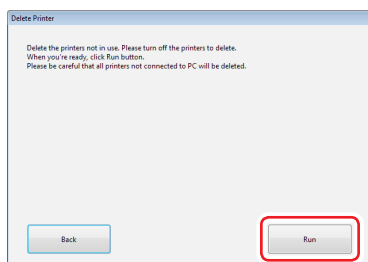 Delete Printer
Delete the printers not in use. Please turn off the printers to delete.
When you're ready, click Run button.
Please be careful that all printers not connected to PC will be deleted.
Back
Run